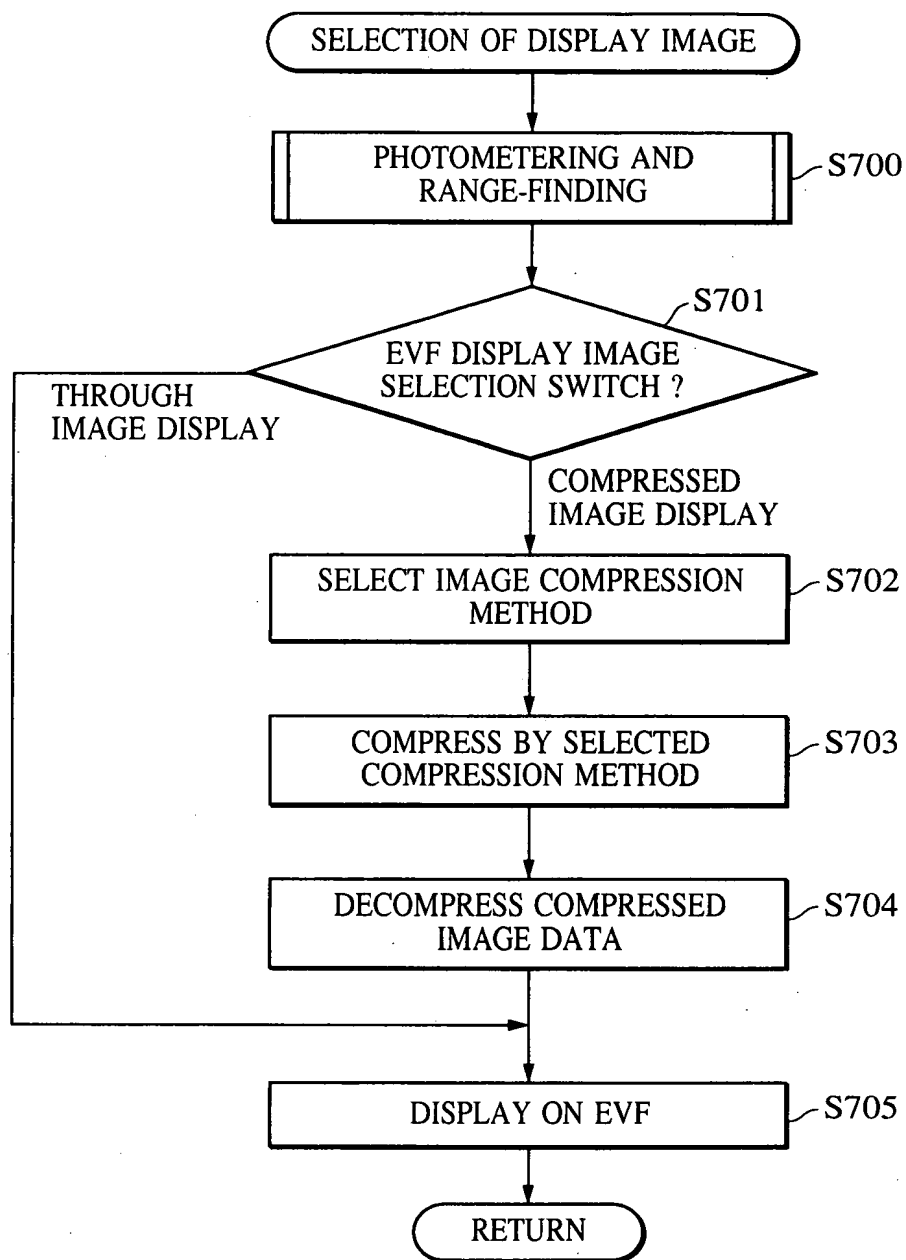 SELECTION OF DISPLAY IMAGE
PHOTOMETERING AND
RANGE-FINDING
S700
S701
EVF DISPLAY IMAGE
SELECTION SWITCH ?
THROUGH
IMAGE DISPLAY
COMPRESSED
IMAGE DISPLAY
SELECT IMAGE COMPRESSION
METHOD
S702
COMPRESS BY SELECTED
COMPRESSION METHOD
S703
DECOMPRESS COMPRESSED
IMAGE DATA
S704
DISPLAY ON EVF
S705
RETURN